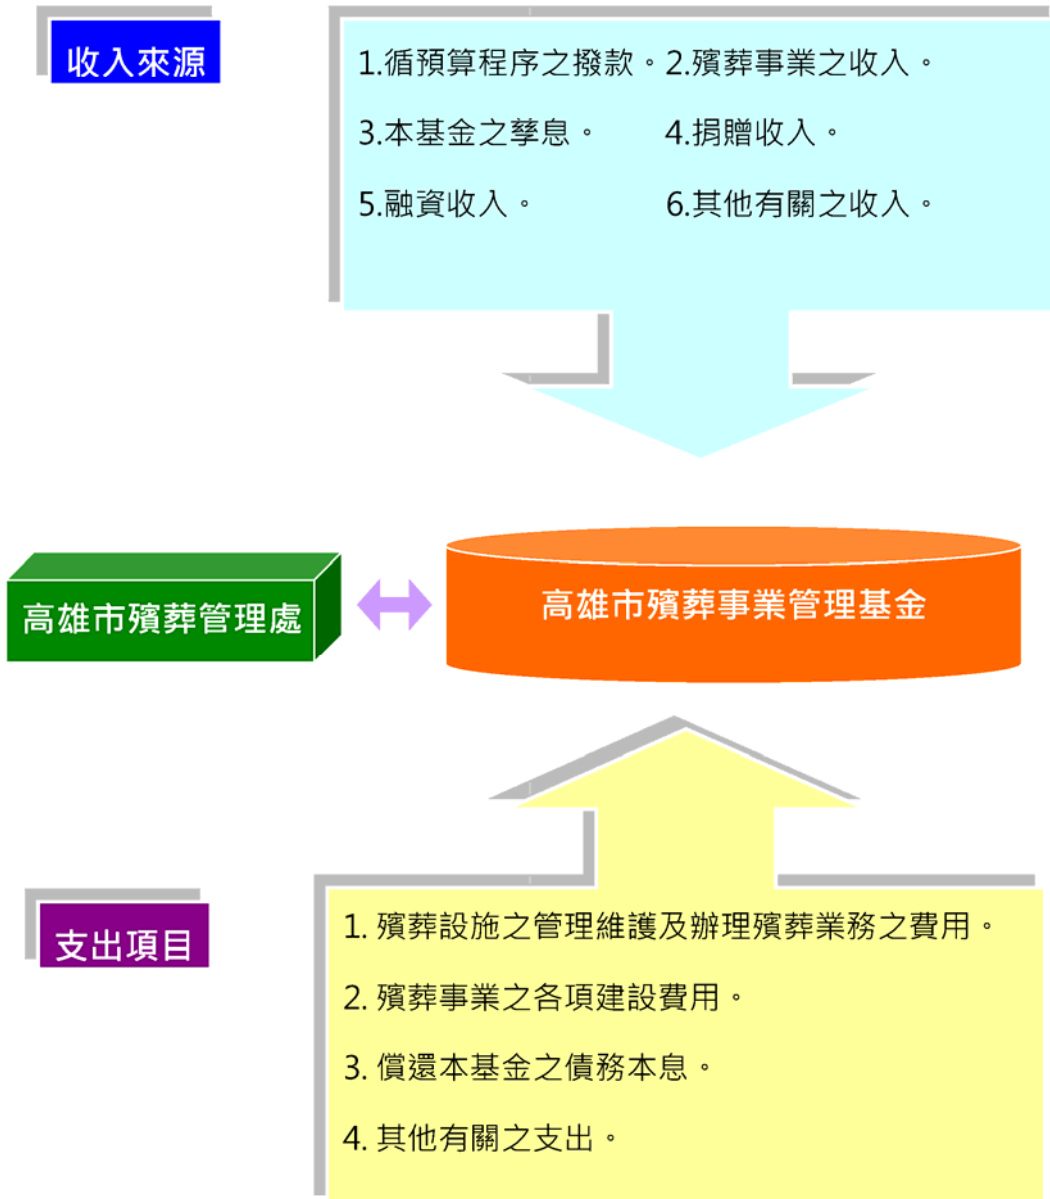 收入來源
1.循預算程序之撥款。2.殯葬事業之收入。
3.本基金之孳息。 4.捐贈收入。
5.融資收入。 6.其他有關之收入。
高雄市殯葬管理處
高雄市殯葬事業管理基金
支出項目
1. 殯葬設施之管理維護及辦理殯葬業務之費用。
2. 殯葬事業之各項建設費用。
3. 償還本基金之債務本息。
4. 其他有關之支出。